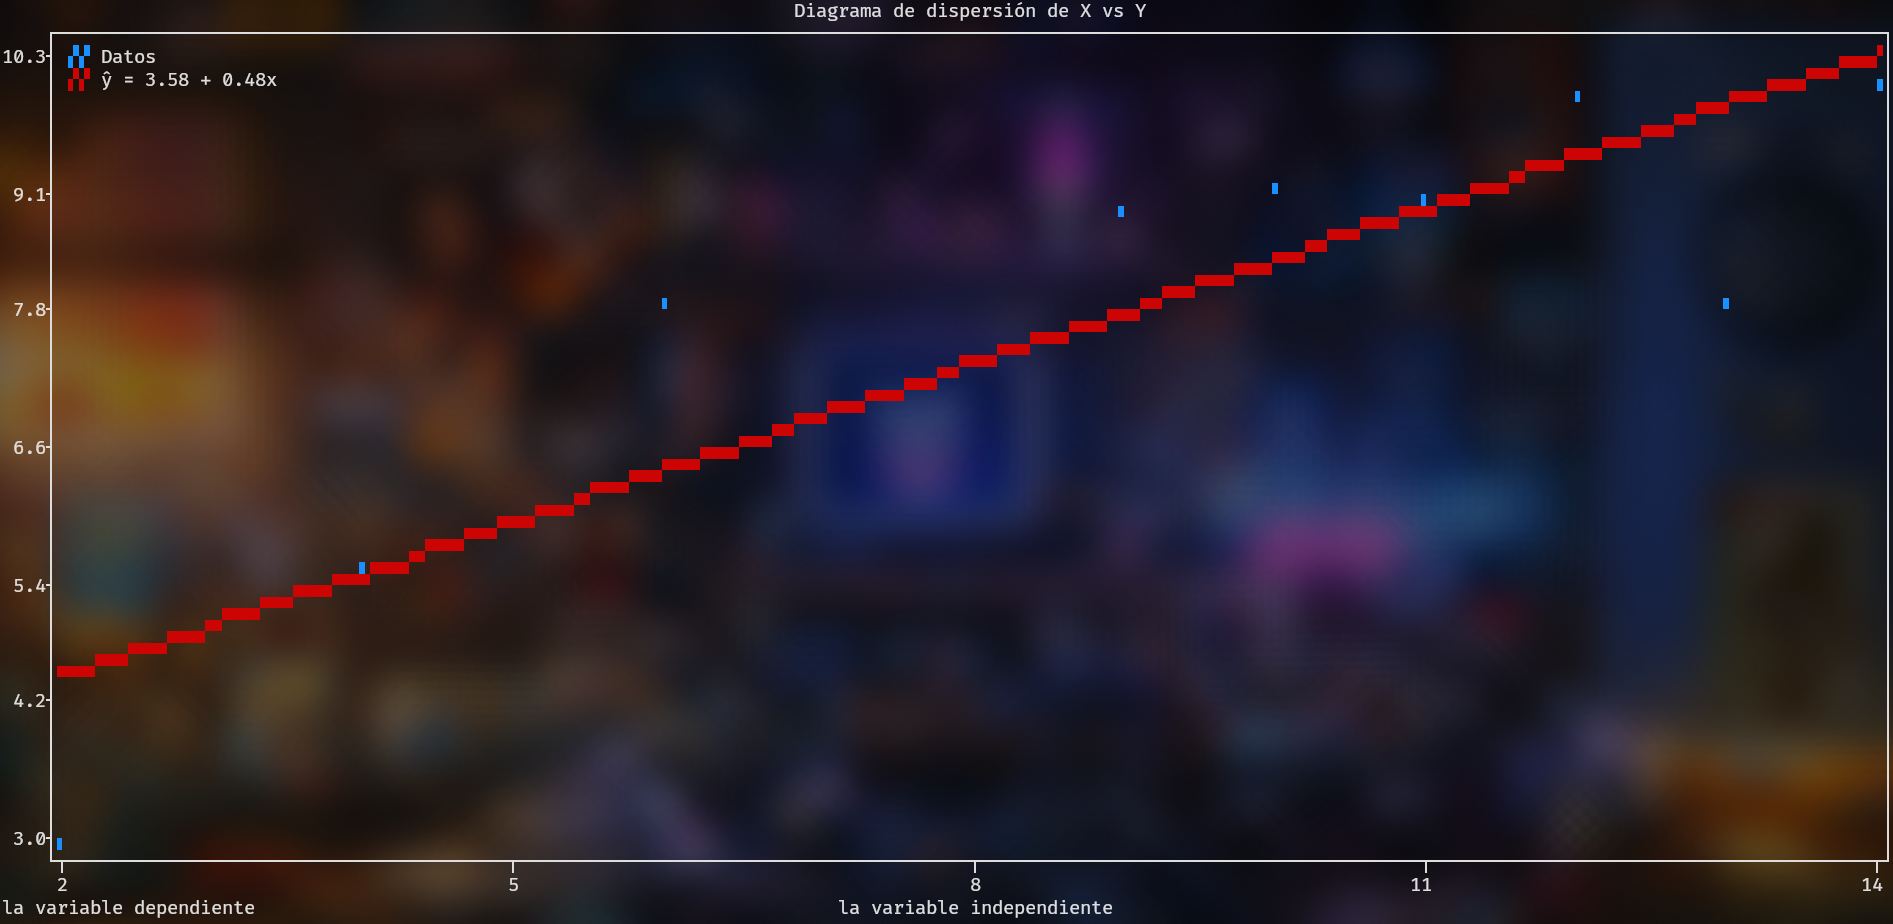 Diagrama de dispersión de X vs Y
Datos
ŷ = 3.58 + 0.48x
10.3
9.1
7.8
6.6
5.4
4.2
3.0
2 5 8 11 14
la variable dependiente la variable independiente